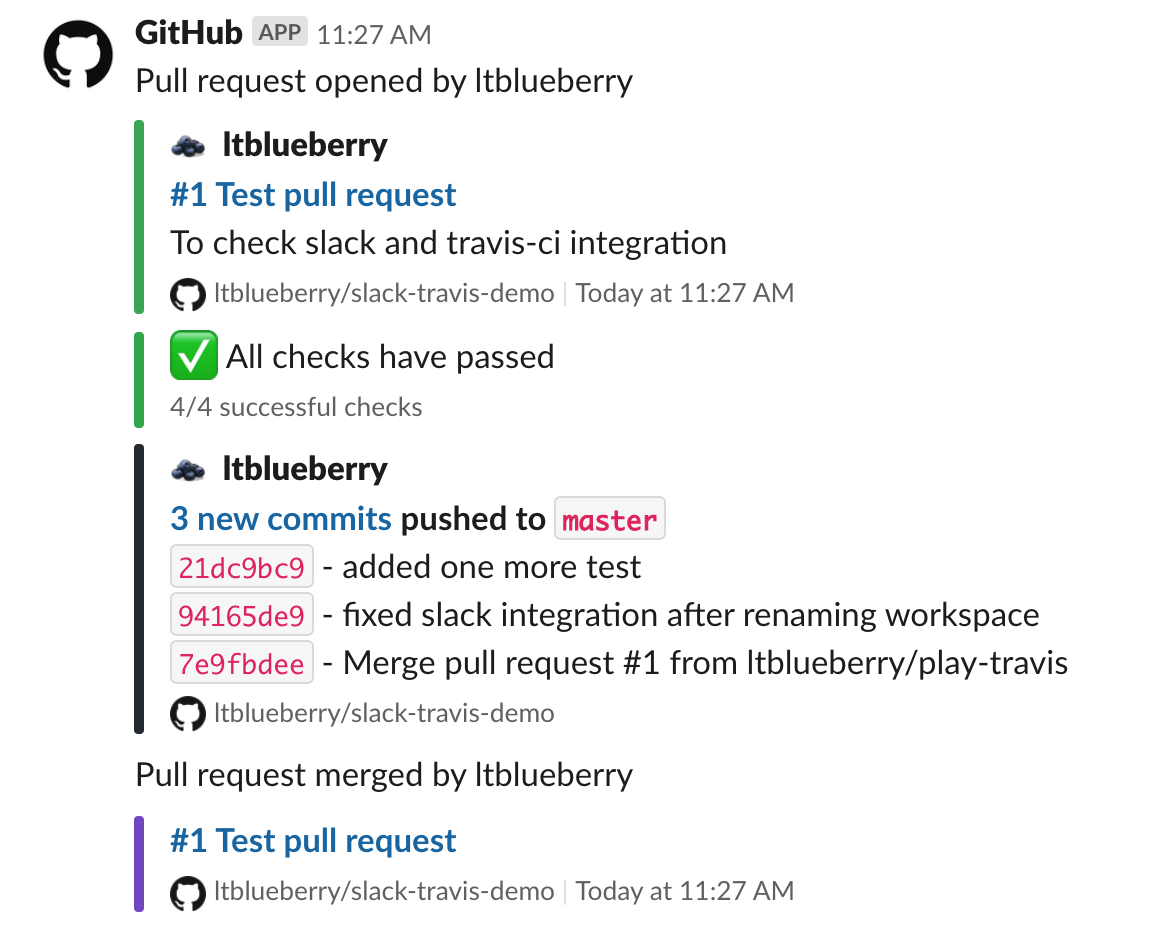 GitHub APP 11:27 AM
Pull request opened by ltblueberry
ltblueberry
#1 Test pull request
To check slack and travis-ci integration
ltblueberry/slack-travis-demo | Today at 11:27 AM
All checks have passed
4/4 successful checks
ltblueberry
3 new commits pushed to master
21dc9bc9 - added one more test
94165de9 - fixed slack integration after renaming workspace
7e9fbdee - Merge pull request #1 from ltblueberry/play-travis
ltblueberry/slack-travis-demo
Pull request merged by ltblueberry
#1 Test pull request
ltblueberry/slack-travis-demo | Today at 11:27 AM